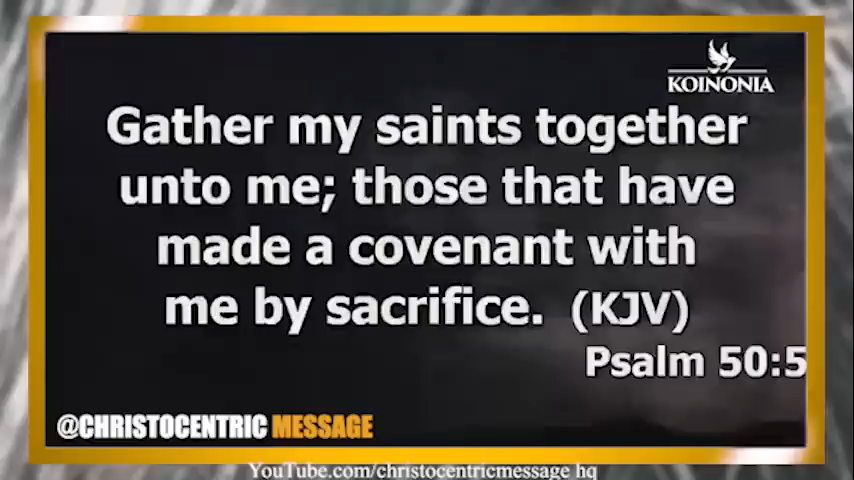 KOINONIA
Gather my saints together
unto me; those that have
made a covenant with
me by sacrifice. (KJV)
Psalm 50:5
@CHRISTOCENTRIC MESSAGE
YouTube.com/christocentricmessage hq